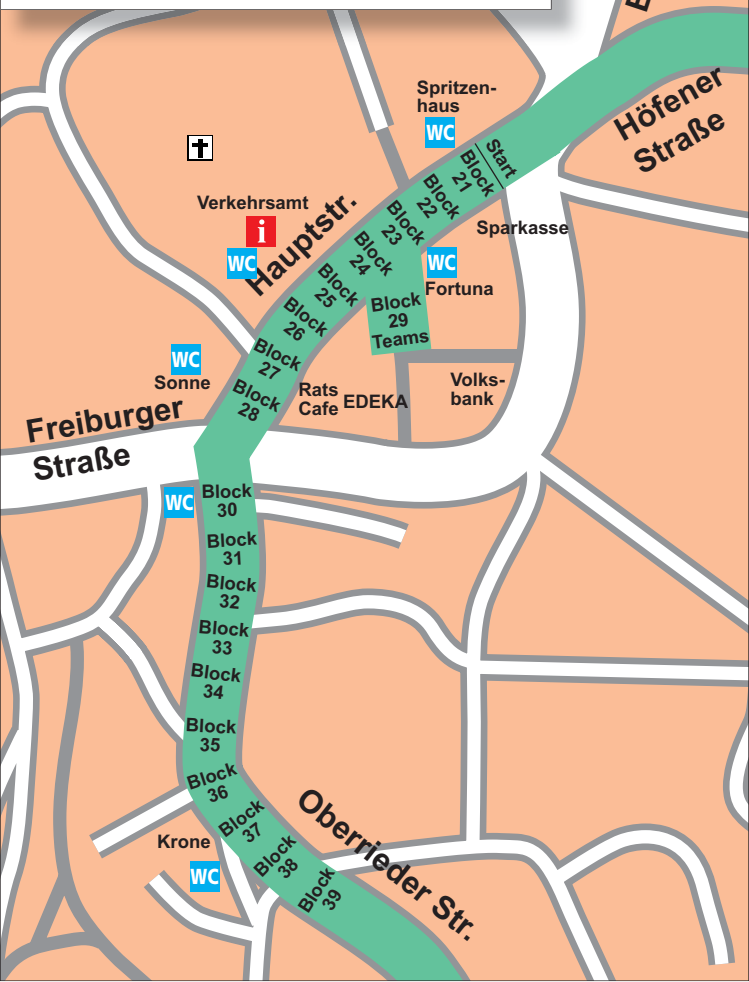 Höfener
Straße
Spritzen-
haus
WC
Start
Block
21
Block
22
Block
23
Block
24
Block
25
Block
26
Block
27
Block
28
Block
29
Teams
Verkehrsamt
i
WC
Hauptstr.
Sparkasse
WC
Fortuna
WC
Sonne
Rats
Cafe
EDEKA
Volks-
bank
Freiburger
Straße
WC
Block
30
Block
31
Block
32
Block
33
Block
34
Block
35
Block
36
Block
37
Block
38
Block
39
Krone
WC
Oberrieder Str.